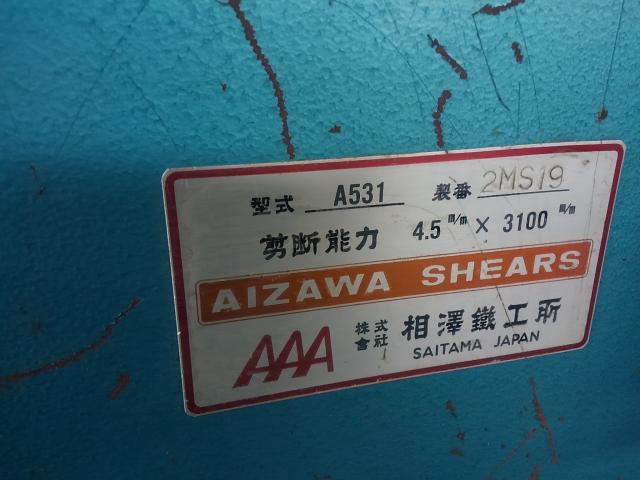 型式 A531 製番 2MS19
剪断能力 4.5 m/m × 3100 m/m
AIZAWA SHEARS
AAA 株式會社 相澤鐵工所
SAITAMA JAPAN